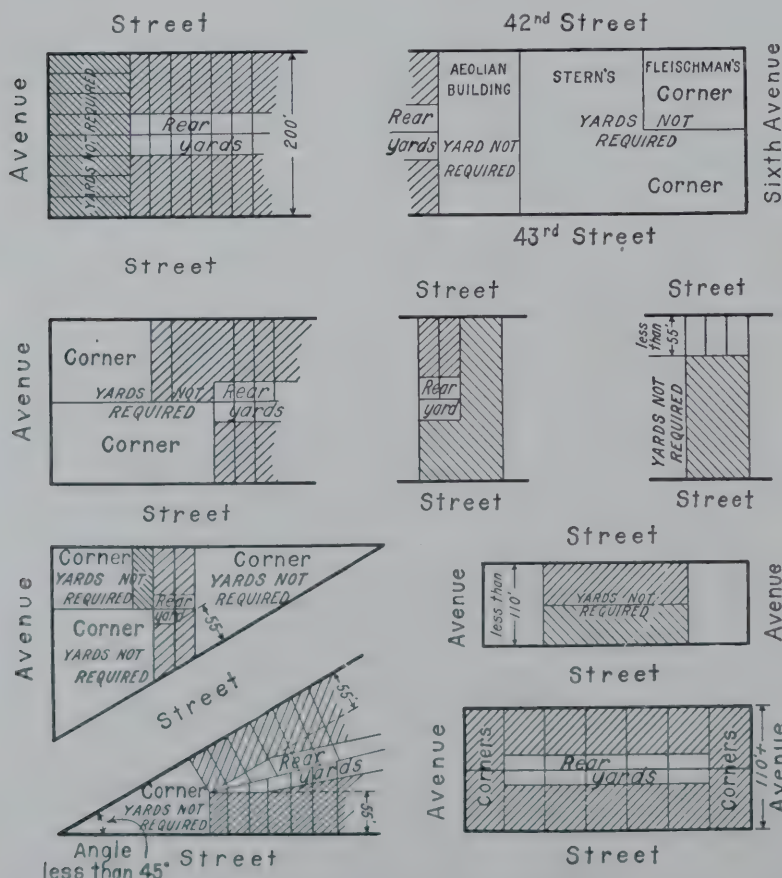 Street
Avenue
YARDS NOT REQUIRED
Rear
yards
200'
Street
42nd Street
AEOLIAN
BUILDING
STERN'S
FLEISCHMAN'S
Corner
Rear
yards
YARD NOT
REQUIRED
YARDS NOT
REQUIRED
Corner
Sixth Avenue
43rd Street
Avenue
Corner
YARDS NOT
REQUIRED
Rear
yards
Corner
Street
Street
Rear
yard
Street
Street
less
than
55'
YARDS NOT
REQUIRED
Street
Avenue
Corner
YARDS NOT
REQUIRED
Corner
YARDS NOT
REQUIRED
Rear
yard
Corner
YARDS NOT
REQUIRED
55'
Street
Street
Avenue
less than
110'
YARDS NOT
REQUIRED
Avenue
Street
55'
Rear
yards
Corner
YARDS NOT
REQUIRED
55'
Angle
less than 45°
Street
Avenue
Corners
Rear
yards
Corners
110'+
Avenue
Street